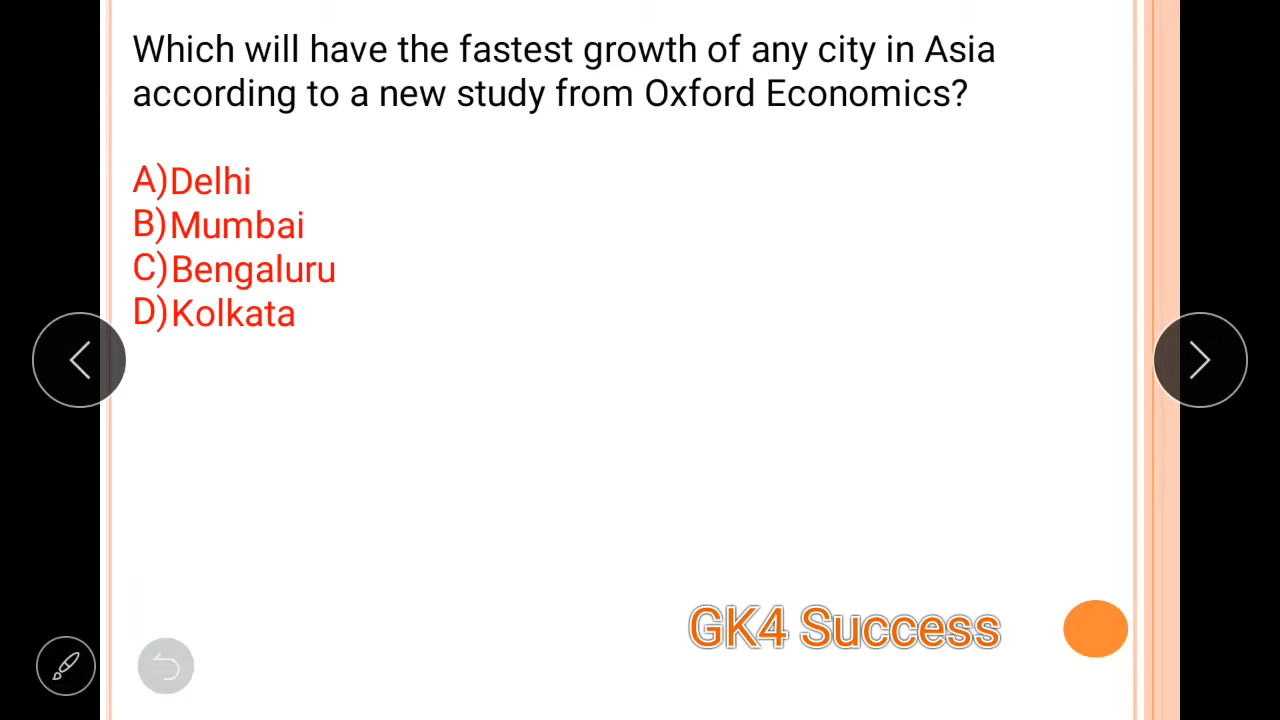 Which will have the fastest growth of any city in Asia
according to a new study from Oxford Economics?
A)Delhi
B)Mumbai
C)Bengaluru
D)Kolkata
GK4 Success